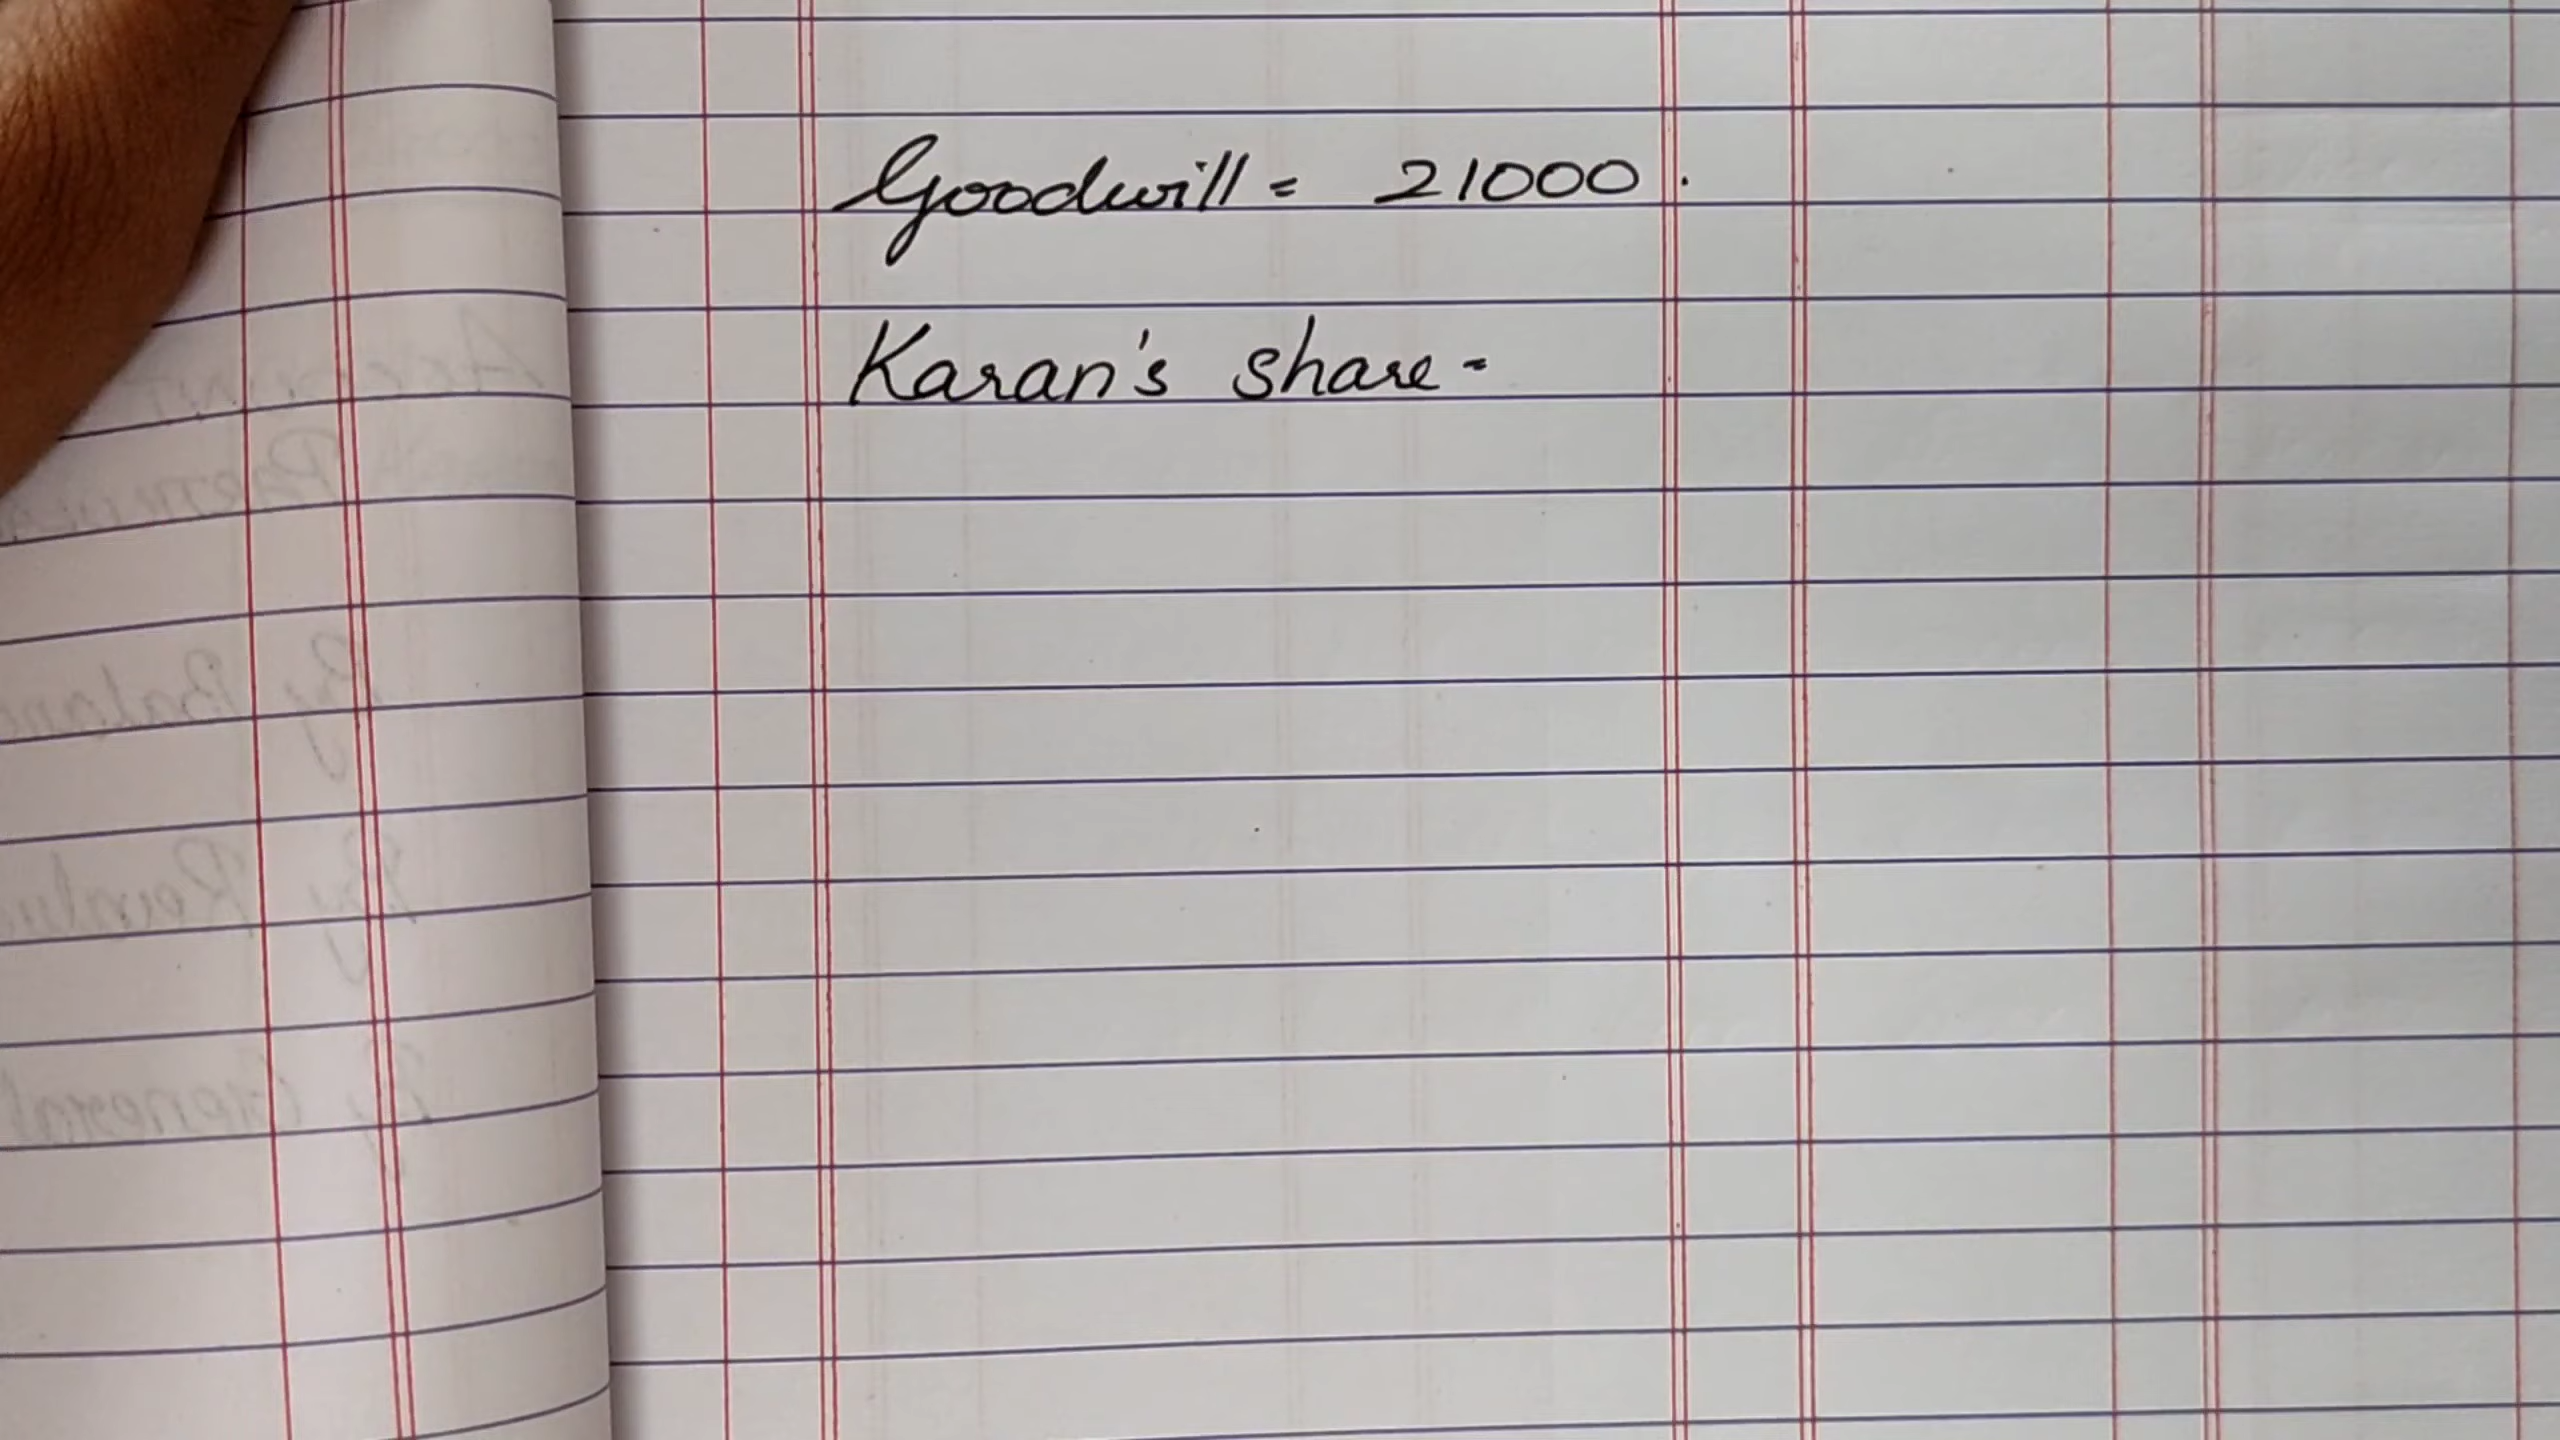 Goodwill = 21000.
Karan's share =